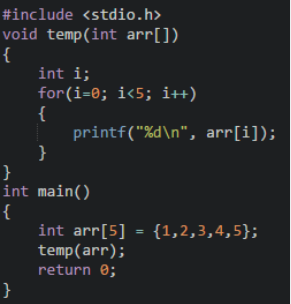 #include <stdio.h>
void temp(int arr[])
{
    int i;
    for(i=0; i<5; i++)
    {
        printf("%d\n", arr[i]);
    }
}
int main()
{
    int arr[5] = {1,2,3,4,5};
    temp(arr);
    return 0;
}